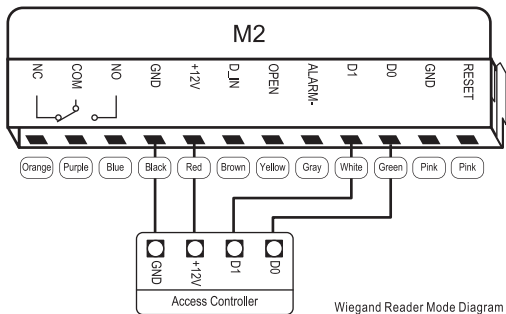 M2
NC COM NO GND +12V D_IN OPEN ALARM- D1 D0 GND RESET
Orange Purple Blue Black Red Brown Yellow Gray White Green Pink Pink
GND +12V D1 D0
Access Controller
Wiegand Reader Mode Diagram